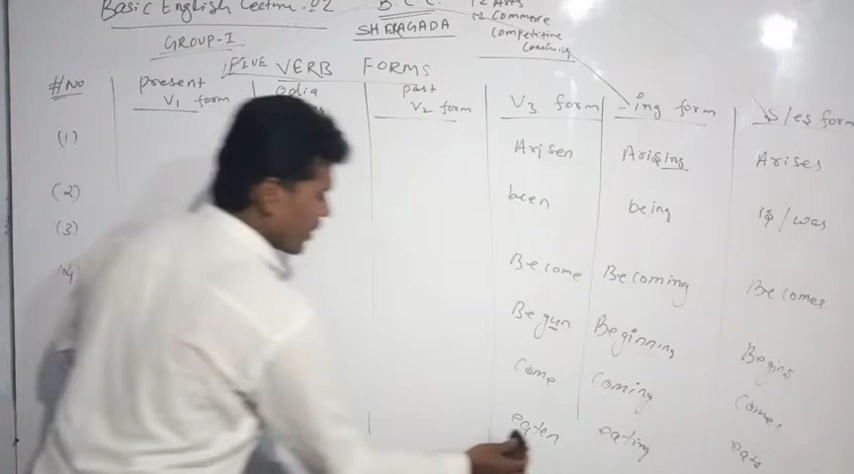 Basic English Lecture.02
B.C.C.
12 Arts
+2 Commerce
Competitive
Coaching
SHERAGADA
GROUP-I
FIVE VERB FORMS
#No present V1 form Odia past V2 form V3 form -ing form S/es form
(1) Arisen Arising Arises
(2) been being is/was
(3)
(4) Become Becoming Becomes
Begun Beginning Begins
Come Coming Comes
eaten eating eats